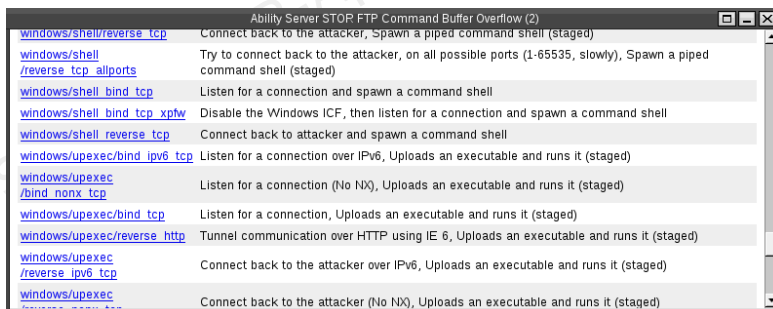 Ability Server STOR FTP Command Buffer Overflow (2)
windows/shell/reverse_tcp Connect back to the attacker, Spawn a piped command shell (staged)
windows/shell Try to connect back to the attacker, on all possible ports (1-65535, slowly), Spawn a piped
/reverse_tcp_allports command shell (staged)
windows/shell_bind_tcp Listen for a connection and spawn a command shell
windows/shell_bind_tcp_xpfw Disable the Windows ICF, then listen for a connection and spawn a command shell
windows/shell_reverse_tcp Connect back to attacker and spawn a command shell
windows/upexec/bind_ipv6_tcp Listen for a connection over IPv6, Uploads an executable and runs it (staged)
windows/upexec
/bind_nonx_tcp Listen for a connection (No NX), Uploads an executable and runs it (staged)
windows/upexec/bind_tcp Listen for a connection, Uploads an executable and runs it (staged)
windows/upexec/reverse_http Tunnel communication over HTTP using IE 6, Uploads an executable and runs it (staged)
windows/upexec
/reverse_ipv6_tcp Connect back to the attacker over IPv6, Uploads an executable and runs it (staged)
windows/upexec
Connect back to the attacker (No NX), Uploads an executable and runs it (staged)